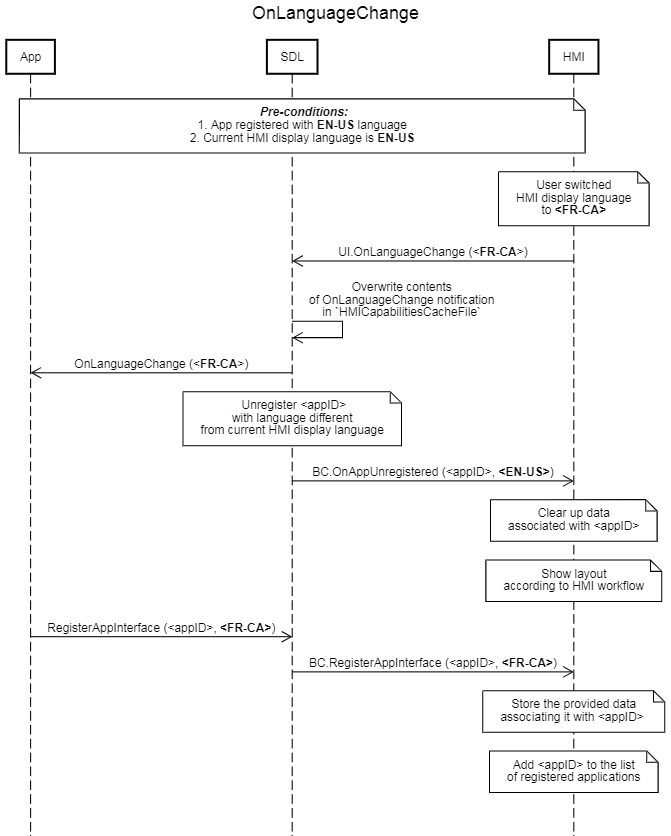 OnLanguageChange
App
SDL
HMI
Pre-conditions:
1. App registered with EN-US language
2. Current HMI display language is EN-US
User switched
HMI display language
to <FR-CA>
UI.OnLanguageChange (<FR-CA>)
Overwrite contents
of OnLanguageChange notification
in `HMICapabilitiesCacheFile`
OnLanguageChange (<FR-CA>)
Unregister <appID>
with language different
from current HMI display language
BC.OnAppUnregistered (<appID>, <EN-US>)
Clear up data
associated with <appID>
Show layout
according to HMI workflow
RegisterAppInterface (<appID>, <FR-CA>)
BC.RegisterAppInterface (<appID>, <FR-CA>)
Store the provided data
associating it with <appID>
Add <appID> to the list
of registered applications